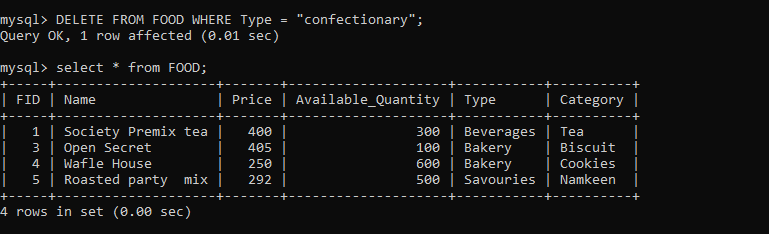 mysql> DELETE FROM FOOD WHERE Type = "confectionary";
Query OK, 1 row affected (0.01 sec)
mysql> select * from FOOD;
+-----+--------------------+-------+--------------------+-----------+----------+
| FID | Name               | Price | Available_Quantity | Type      | Category |
+-----+--------------------+-------+--------------------+-----------+----------+
|   1 | Society Premix tea |   400 |                300 | Beverages | Tea      |
|   3 | Open Secret        |   405 |                100 | Bakery    | Biscuit  |
|   4 | Wafle House        |   250 |                600 | Bakery    | Cookies  |
|   5 | Roasted party  mix |   292 |                500 | Savouries | Namkeen  |
+-----+--------------------+-------+--------------------+-----------+----------+
4 rows in set (0.00 sec)